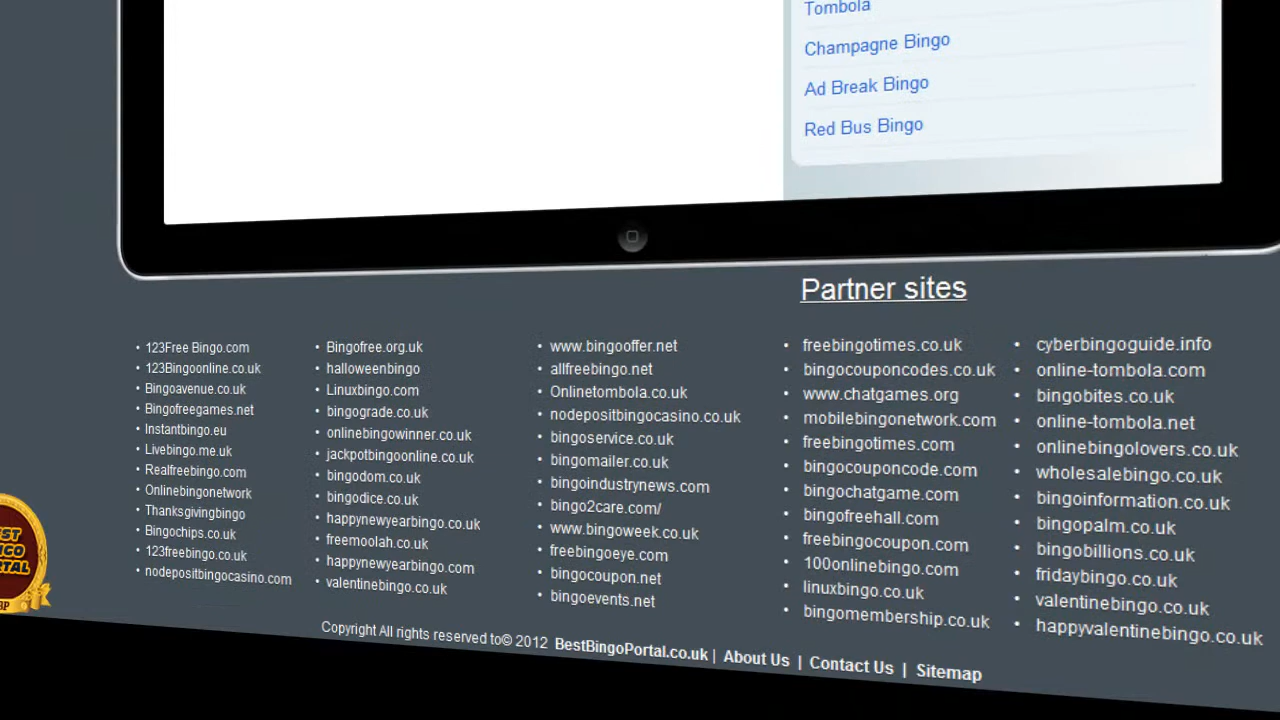 Tombola
Champagne Bingo
Ad Break Bingo
Red Bus Bingo
Partner sites
• 123Free Bingo.com
• 123Bingoonline.co.uk
• Bingoavenue.co.uk
• Bingofreegames.net
• Instantbingo.eu
• Livebingo.me.uk
• Realfreebingo.com
• Onlinebingonetwork
• Thanksgivingbingo
• Bingochips.co.uk
• 123freebingo.co.uk
• nodepositbingocasino.com
• Bingofree.org.uk
• halloweenbingo
• Linuxbingo.com
• bingograde.co.uk
• onlinebingowinner.co.uk
• jackpotbingoonline.co.uk
• bingodom.co.uk
• bingodice.co.uk
• happynewyearbingo.co.uk
• freemoolah.co.uk
• happynewyearbingo.com
• valentinebingo.co.uk
• www.bingooffer.net
• allfreebingo.net
• Onlinetombola.co.uk
• nodepositbingocasino.co.uk
• bingoservice.co.uk
• bingomailer.co.uk
• bingoindustrynews.com
• bingo2care.com/
• www.bingoweek.co.uk
• freebingoeye.com
• bingocoupon.net
• bingoevents.net
• freebingotimes.co.uk
• bingocouponcodes.co.uk
• www.chatgames.org
• mobilebingonetwork.com
• freebingotimes.com
• bingocouponcode.com
• bingochatgame.com
• bingofreehall.com
• freebingocoupon.com
• 100onlinebingo.com
• linuxbingo.co.uk
• bingomembership.co.uk
• cyberbingoguide.info
• online-tombola.com
• bingobites.co.uk
• online-tombola.net
• onlinebingolovers.co.uk
• wholesalebingo.co.uk
• bingoinformation.co.uk
• bingopalm.co.uk
• bingobillions.co.uk
• fridaybingo.co.uk
• valentinebingo.co.uk
• happyvalentinebingo.co.uk
Copyright All rights reserved to© 2012 BestBingoPortal.co.uk | About Us | Contact Us | Sitemap